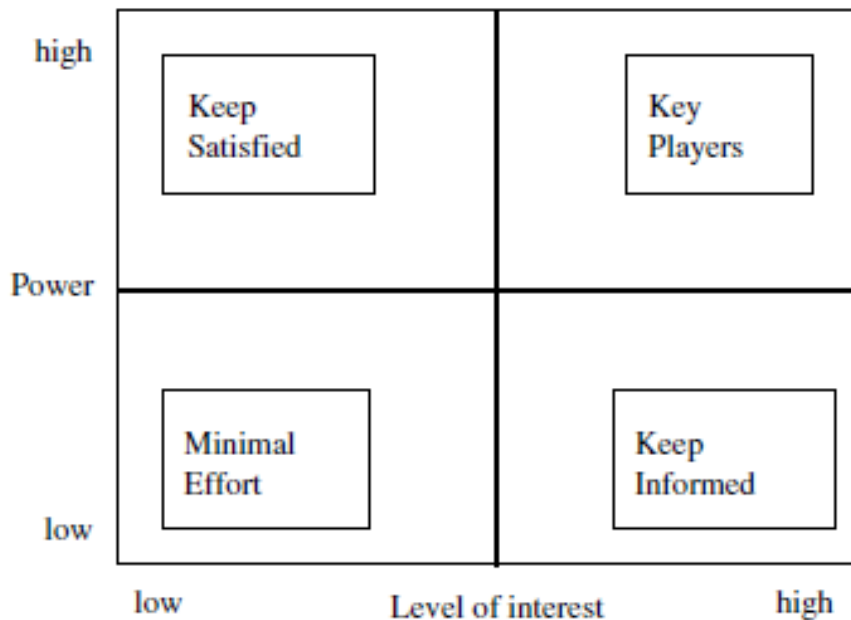 high
Keep
Satisfied
Key
Players
Power
Minimal
Effort
Keep
Informed
low
low
Level of interest
high